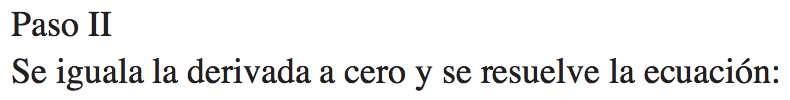 Paso II
Se iguala la derivada a cero y se resuelve la ecuación: